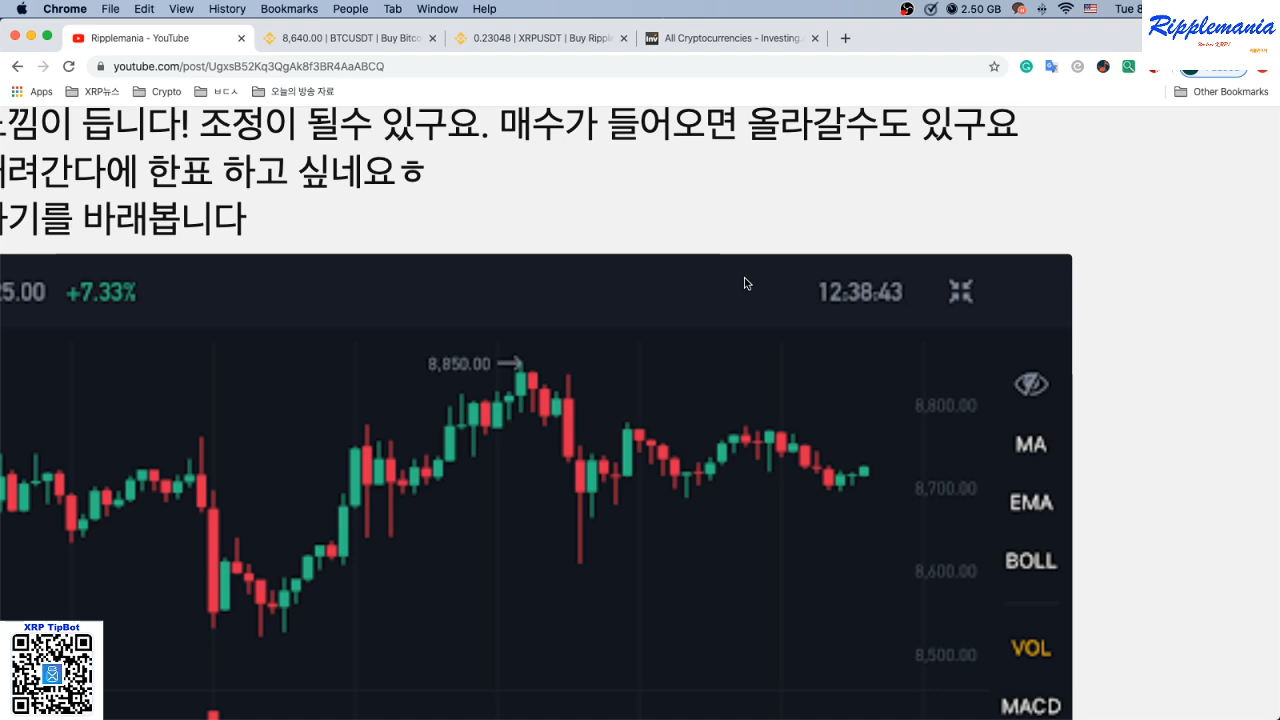 Chrome File Edit View History Bookmarks People Tab Window Help 2.50 GB Tue 8
Ripplemania
Ripplemania - YouTube 8,640.00 | BTCUSDT | Buy Bitco 0.23048 | XRPUSDT | Buy Ripple All Cryptocurrencies - Investing.
youtube.com/post/UgxsB52Kq3QgAk8f3BR4AaABCQ
Apps XRP뉴스 Crypto ㅂㄷㅅ 오늘의 방송 자료 Other Bookmarks
느낌이 듭니다! 조정이 될수 있구요. 매수가 들어오면 올라갈수도 있구요
내려간다에 한표 하고 싶네요ㅎ
바래봅니다
25.00 +7.33% 12:38:43
8,850.00
8,800.00
MA
8,700.00
EMA
BOLL
8,600.00
VOL
8,500.00
MACD
XRP TipBot